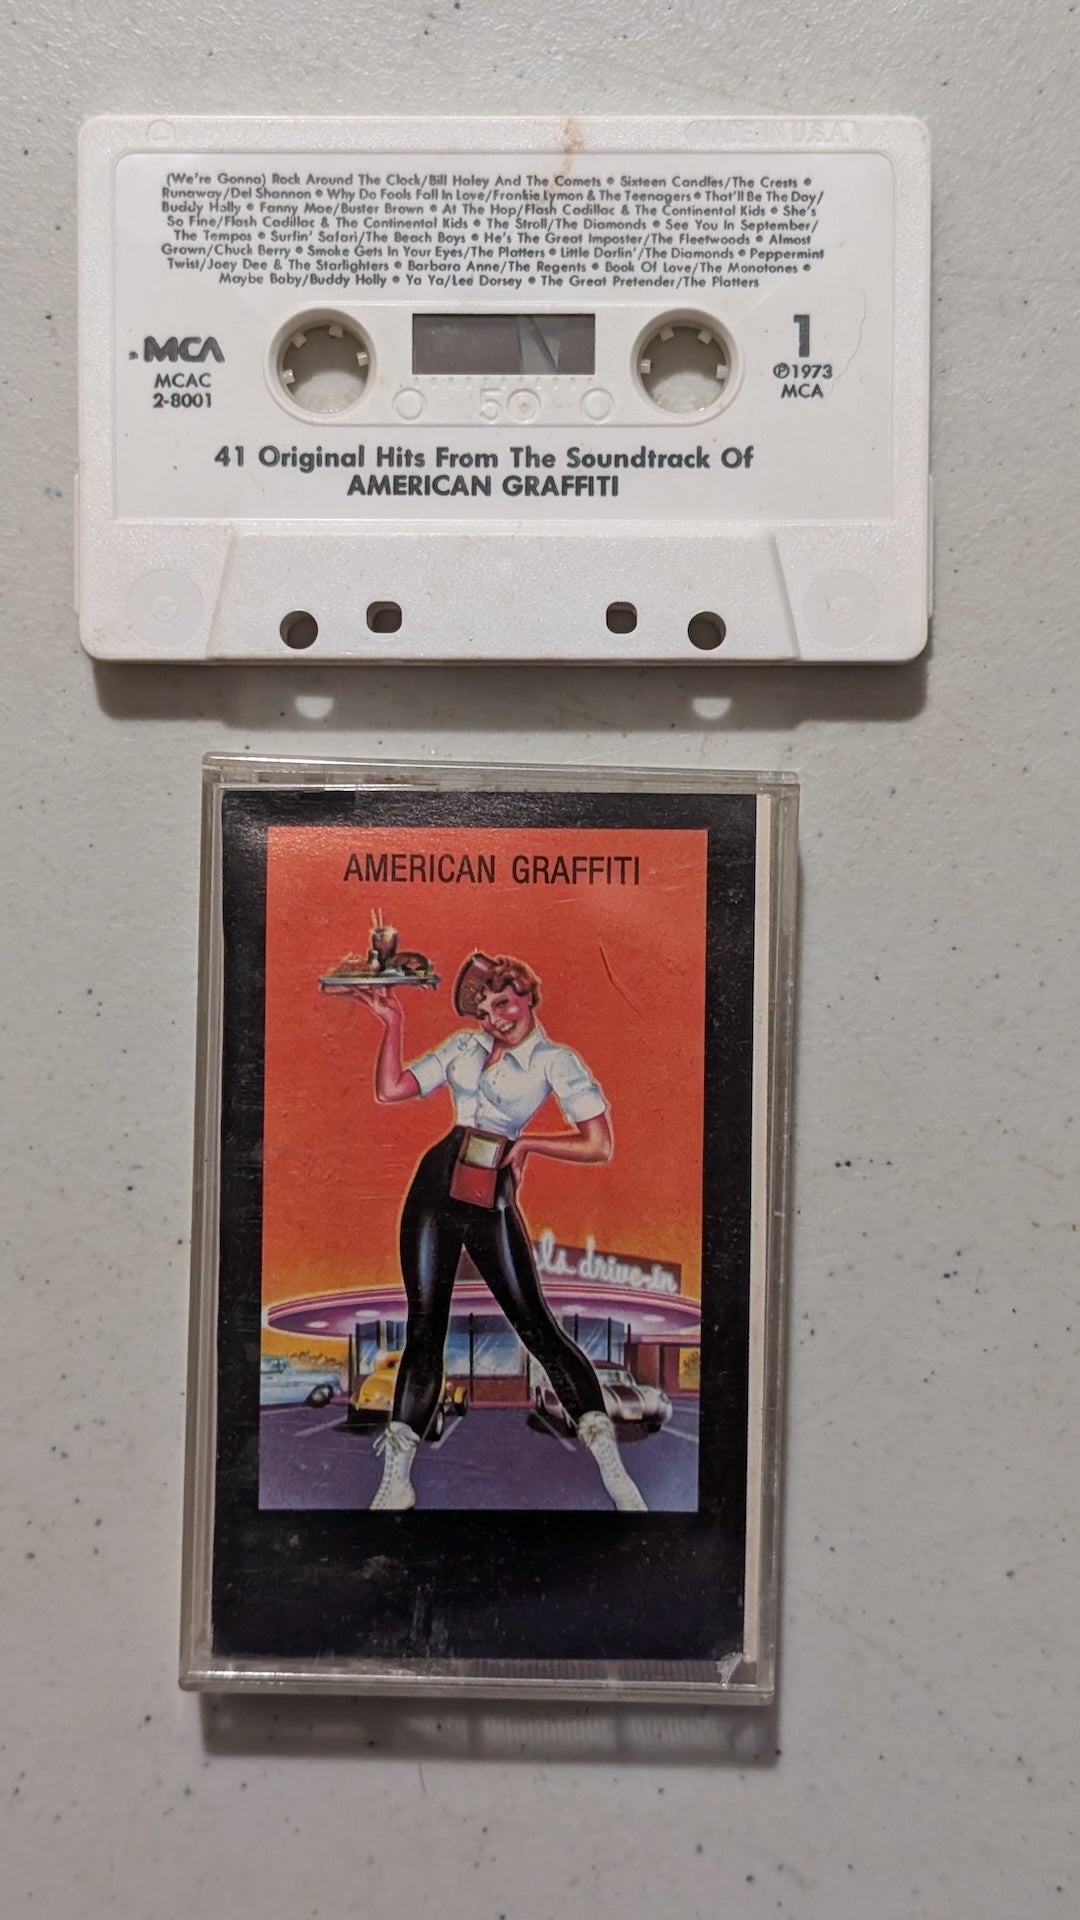 MADE IN U.S.A.
(We're Gonna) Rock Around The Clock/Bill Haley And The Comets • Sixteen Candles/The Crests •
Runaway/Del Shannon • Why Do Fools Fall In Love/Frankie Lymon & The Teenagers • That'll Be The Day/
Buddy Holly • Fanny Mae/Buster Brown • At The Hop/Flash Cadillac & The Continental Kids • She's
So Fine/Flash Cadillac & The Continental Kids • The Stroll/The Diamonds • See You In September/
The Tempos • Surfin' Safari/The Beach Boys • He's The Great Imposter/The Fleetwoods • Almost
Grown/Chuck Berry • Smoke Gets In Your Eyes/The Platters • Little Darlin'/The Diamonds • Peppermint
Twist/Joey Dee & The Starlighters • Barbara Anne/The Regents • Book Of Love/The Monotones •
Maybe Baby/Buddy Holly • Ya Ya/Lee Dorsey • The Great Pretender/The Platters
MCA
MCAC
2-8001
50
1
℗1973
MCA
41 Original Hits From The Soundtrack Of
AMERICAN GRAFFITI
AMERICAN GRAFFITI
ls drive-in